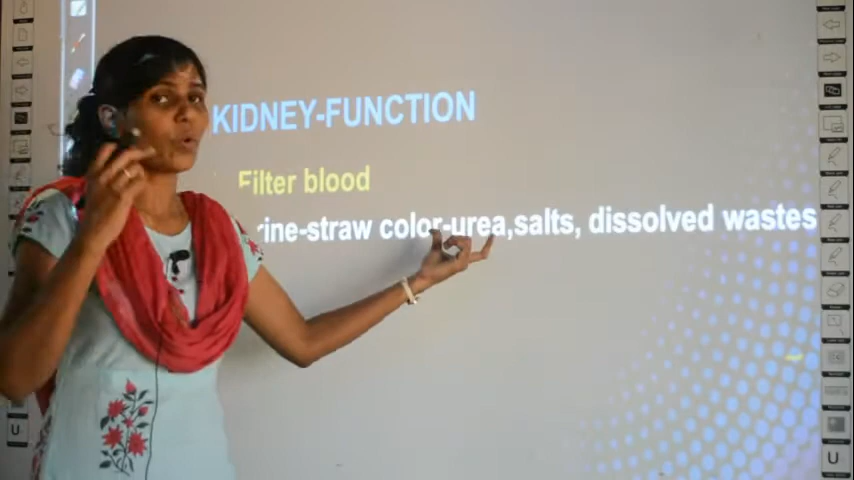 KIDNEY-FUNCTION
Filter blood
rine-straw color-urea,salts, dissolved wastes